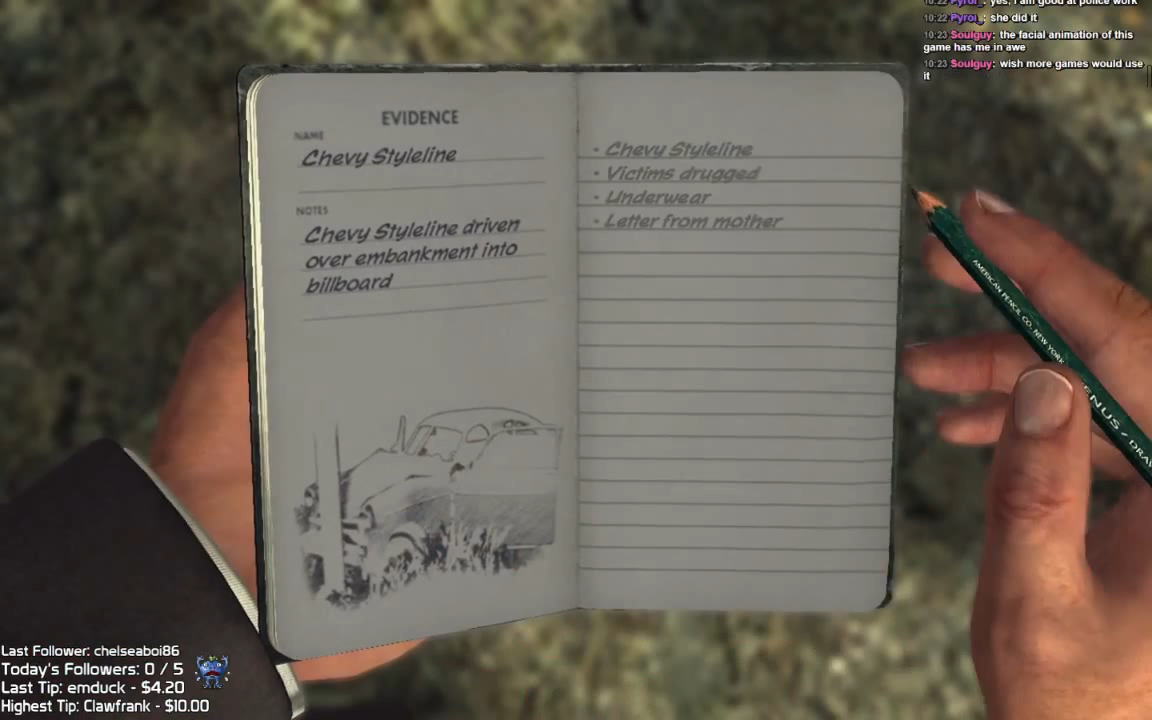 10:22 Pyroi_: yes, i am good at police work
10:22 Pyroi_: she did it
10:23 Soulguy: the facial animation of this
game has me in awe
10:23 Soulguy: wish more games would use
it
EVIDENCE
NAME
Chevy Styleline
NOTES
Chevy Styleline driven
over embankment into
billboard
- Chevy Styleline
- Victims drugged
- Underwear
- Letter from mother
AMERICAN PENCIL CO. NEW YORK
ENUS / DRA
Last Follower: chelseaboi86
Today's Followers: 0 / 5
Last Tip: emduck - $4.20
Highest Tip: Clawfrank - $10.00